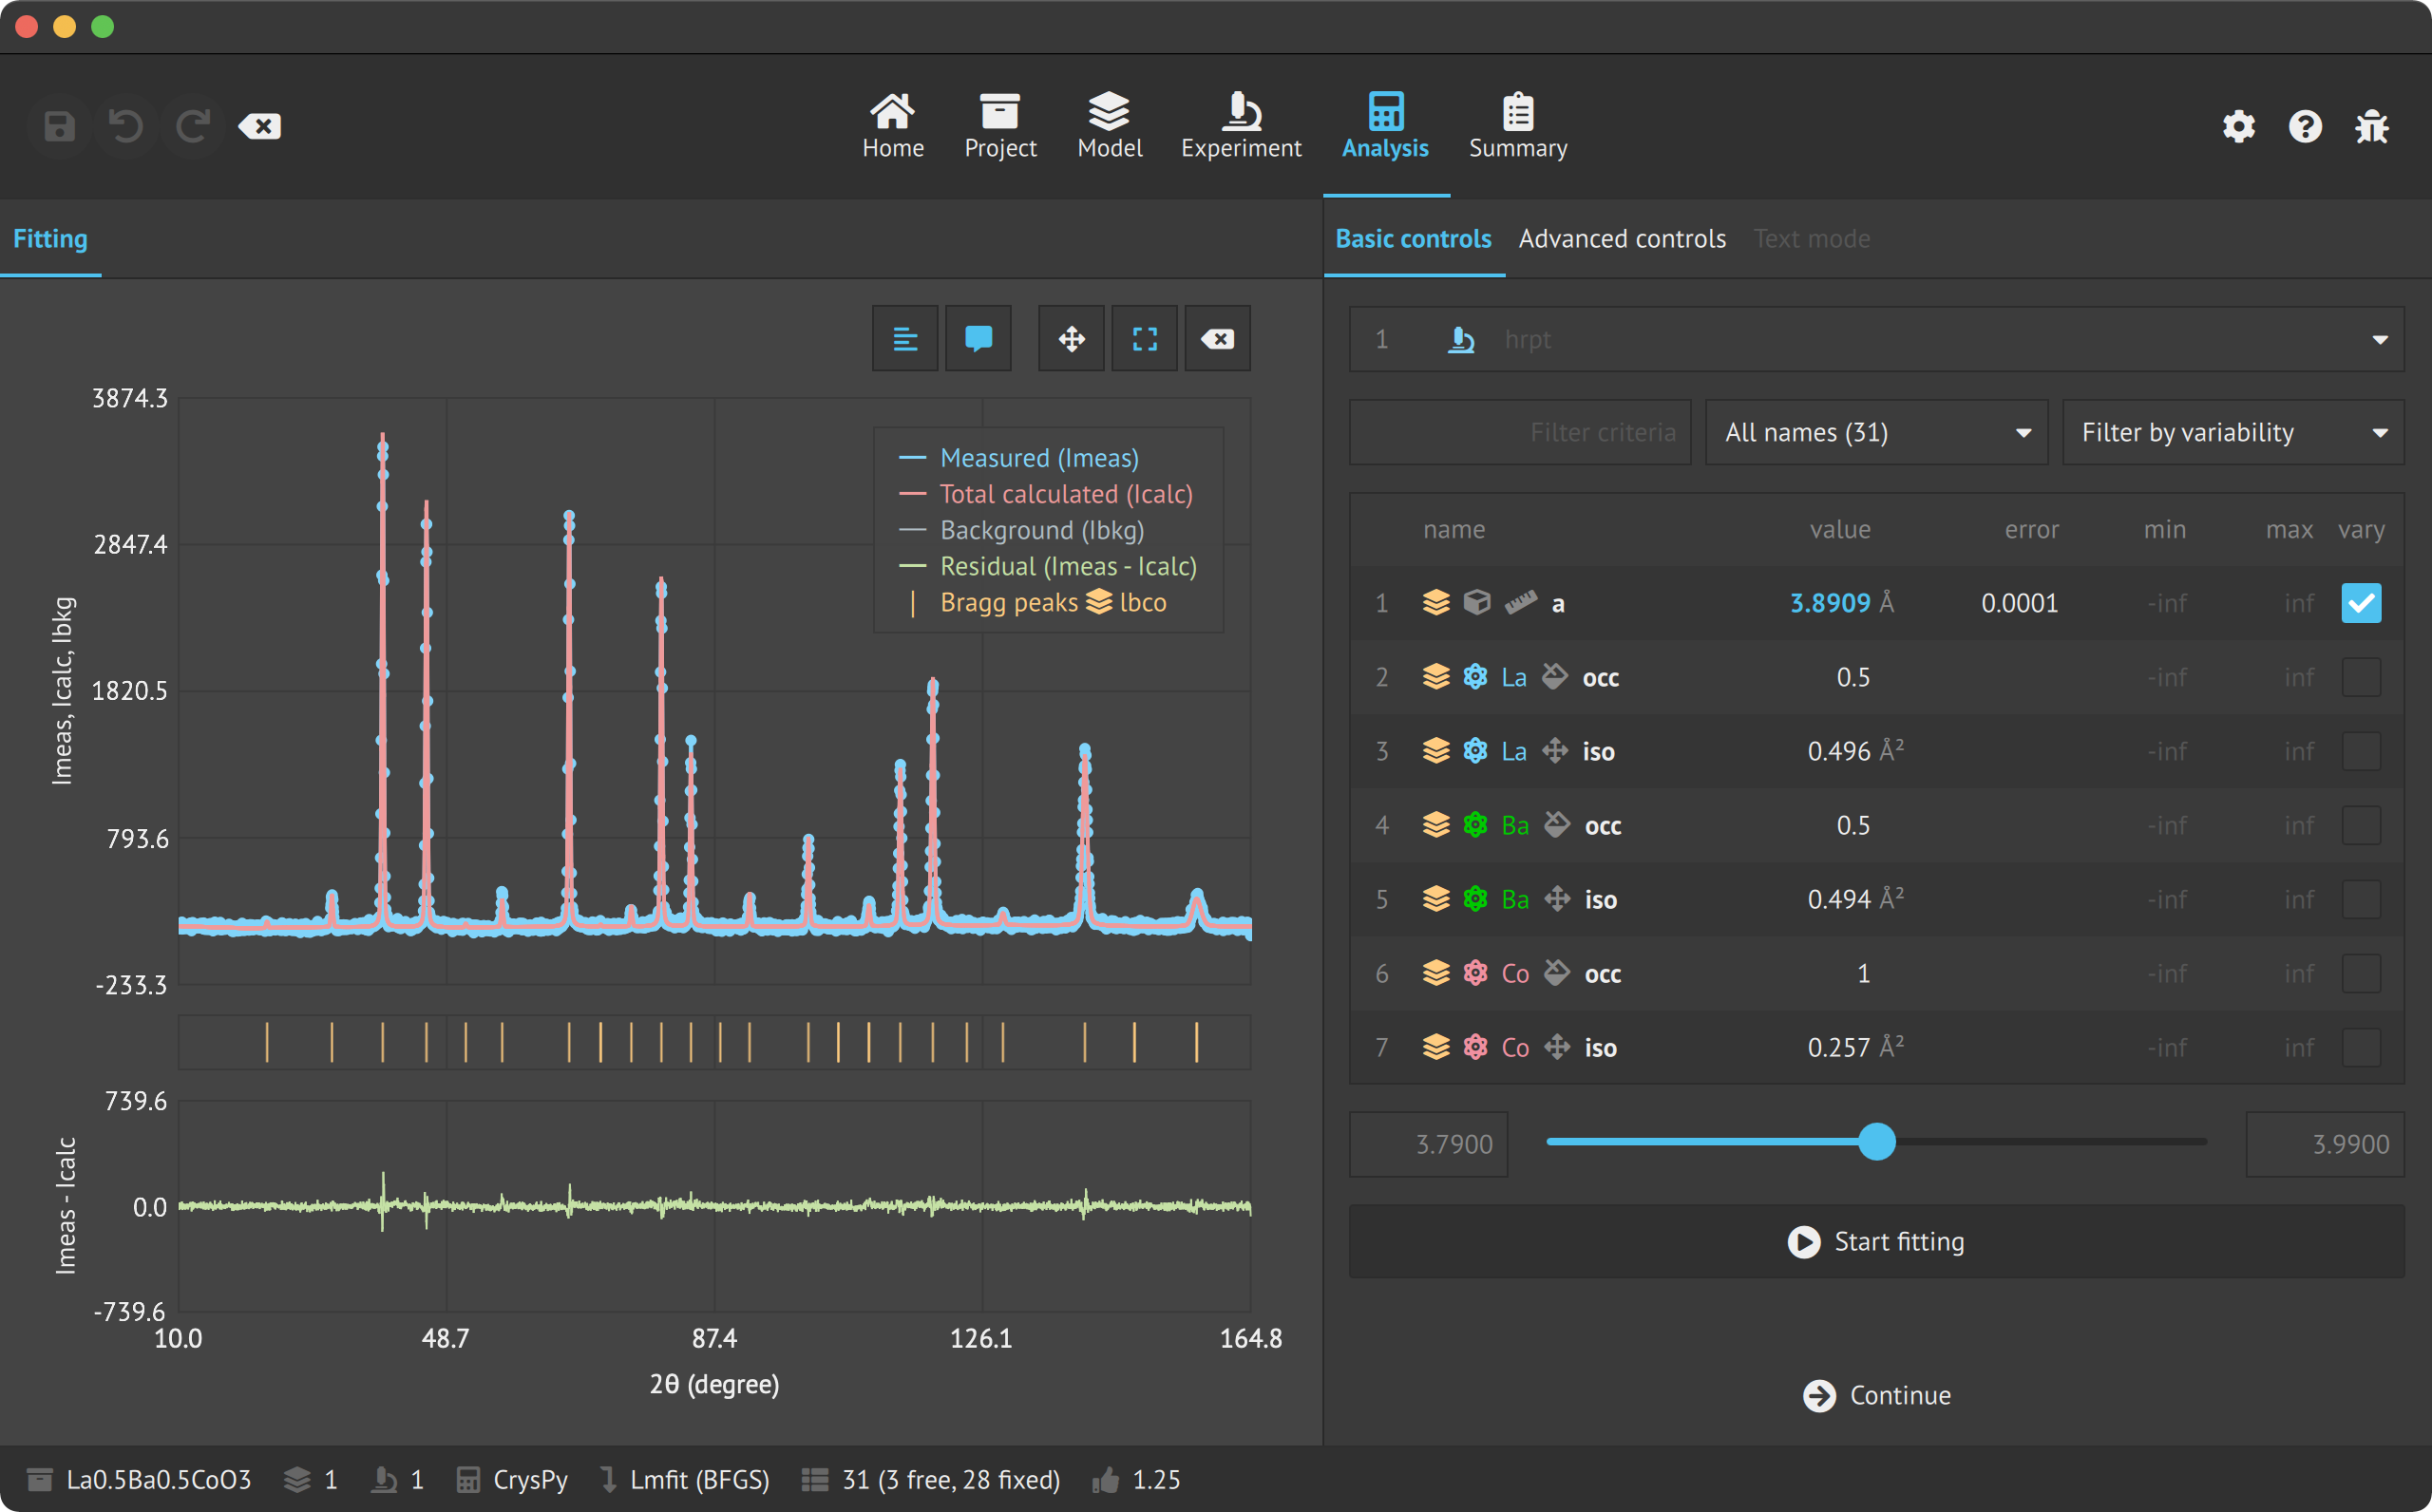 Home Project Model Experiment Analysis Summary
Fitting
Basic controls Advanced controls Text mode
1 hrpt
Filter criteria All names (31) Filter by variability
3874.3
2847.4
1820.5
793.6
-233.3
Imeas, Icalc, Ibkg
Measured (Imeas)
Total calculated (Icalc)
Background (Ibkg)
Residual (Imeas - Icalc)
Bragg peaks lbco
739.6
0.0
-739.6
Imeas - Icalc
10.0 48.7 87.4 126.1 164.8
2θ (degree)
name value error min max vary
1 a 3.8909 Å 0.0001 -inf inf
2 La occ 0.5 -inf inf
3 La iso 0.496 Å² -inf inf
4 Ba occ 0.5 -inf inf
5 Ba iso 0.494 Å² -inf inf
6 Co occ 1 -inf inf
7 Co iso 0.257 Å² -inf inf
3.7900 3.9900
Start fitting
Continue
La0.5Ba0.5CoO3 1 1 CrysPy Lmfit (BFGS) 31 (3 free, 28 fixed) 1.25